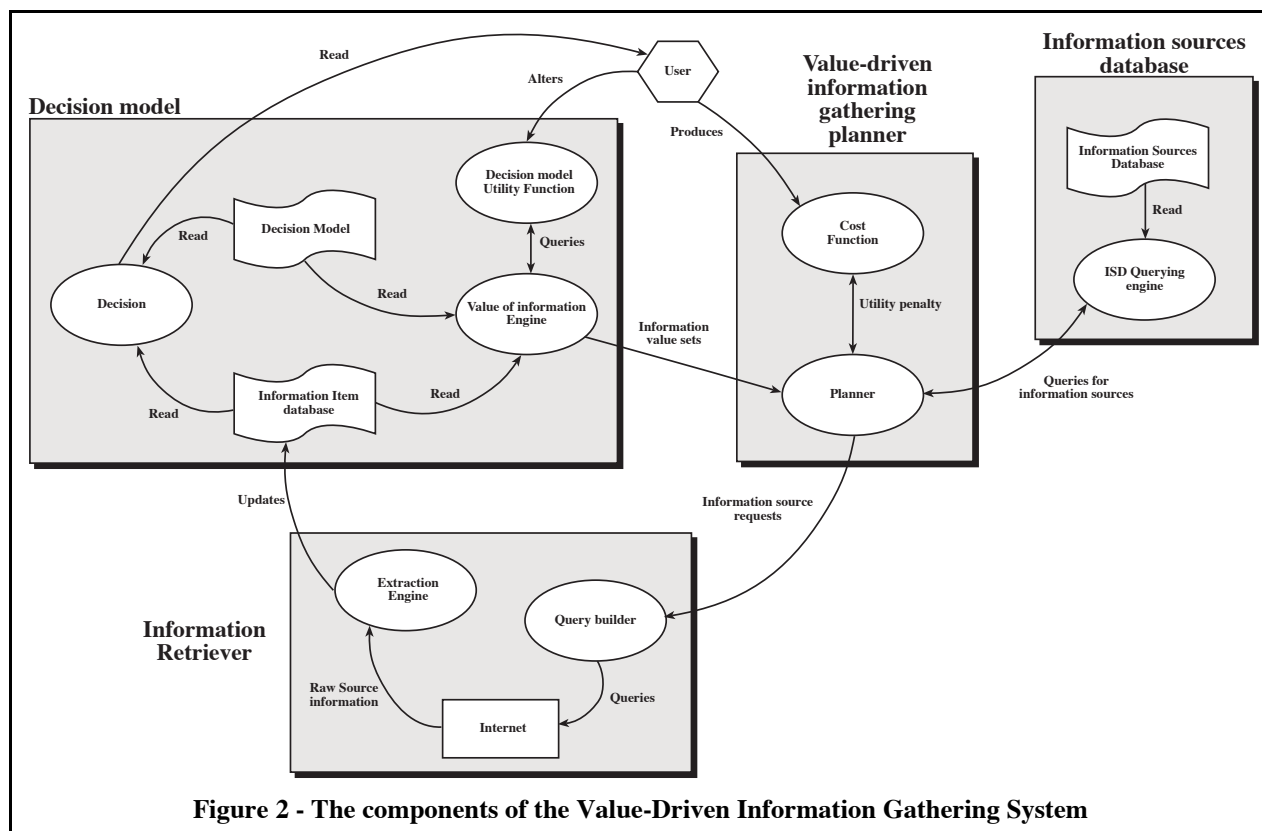 Read
User
Alters
Produces
Value-driven
information
gathering
planner
Information sources
database
Decision model
Decision model
Utility Function
Decision Model
Read
Queries
Decision
Read
Value of information
Engine
Information
value sets
Read
Information Item
database
Read
Cost
Function
Utility penalty
Planner
Information Sources
Database
Read
ISD Querying
engine
Queries for
information sources
Updates
Information source
requests
Extraction
Engine
Query builder
Information
Retriever
Raw Source
information
Queries
Internet
Figure 2 - The components of the Value-Driven Information Gathering System